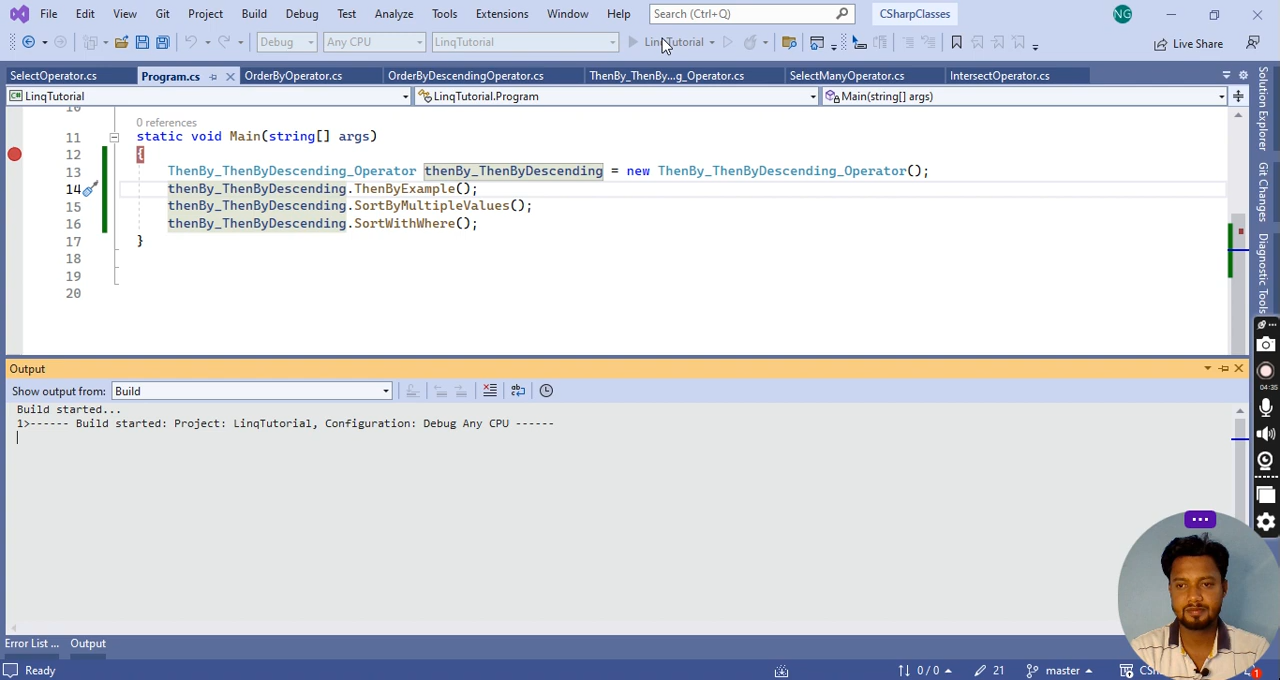 File Edit View Git Project Build Debug Test Analyze Tools Extensions Window Help Search (Ctrl+Q) CSharpClasses NG
Debug Any CPU LinqTutorial LinqTutorial Live Share
SelectOperator.cs Program.cs OrderByOperator.cs OrderByDescendingOperator.cs ThenBy_ThenBy...g_Operator.cs SelectManyOperator.cs IntersectOperator.cs
C# LinqTutorial LinqTutorial.Program Main(string[] args)
10
0 references
11 static void Main(string[] args)
12 {
13 ThenBy_ThenByDescending_Operator thenBy_ThenByDescending = new ThenBy_ThenByDescending_Operator();
14 thenBy_ThenByDescending.ThenByExample();
15 thenBy_ThenByDescending.SortByMultipleValues();
16 thenBy_ThenByDescending.SortWithWhere();
17 }
18
19
20
Solution Explorer
Git Changes
Diagnostic Tools
04:35
Output
Show output from: Build
Build started...
1>------ Build started: Project: LinqTutorial, Configuration: Debug Any CPU ------
Error List ... Output
Ready 0 / 0 21 master 1